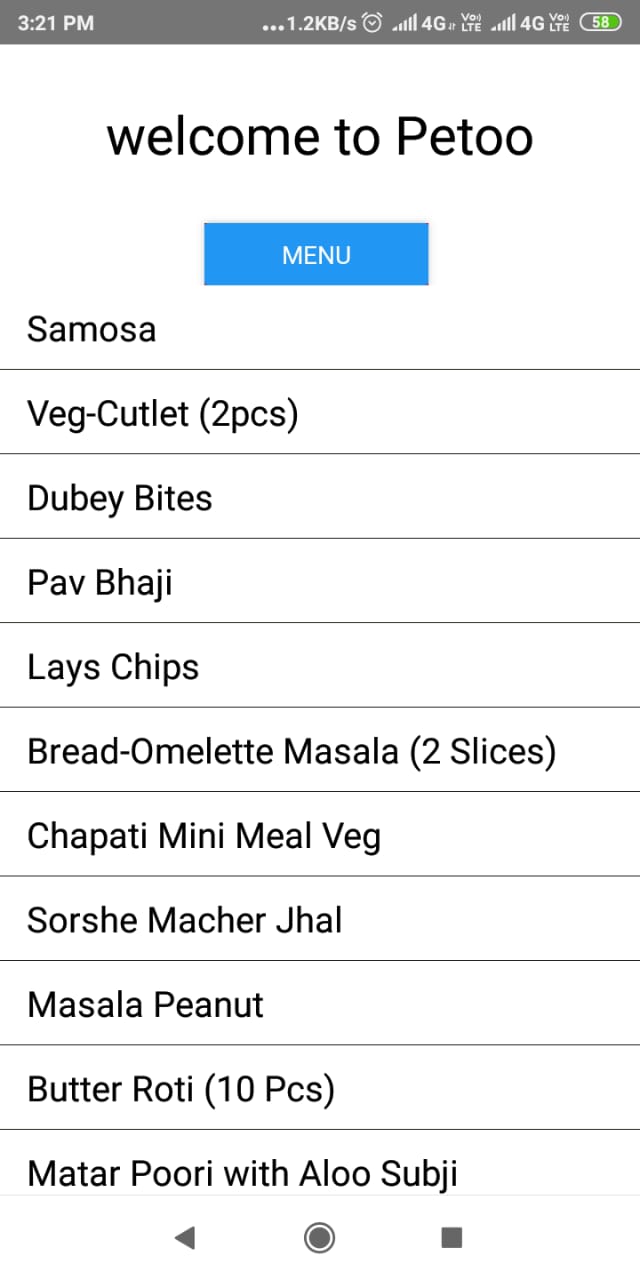 3:21 PM
...1.2KB/s 4G Vo) LTE 4G Vo) LTE 58
welcome to Petoo
MENU
Samosa
Veg-Cutlet (2pcs)
Dubey Bites
Pav Bhaji
Lays Chips
Bread-Omelette Masala (2 Slices)
Chapati Mini Meal Veg
Sorshe Macher Jhal
Masala Peanut
Butter Roti (10 Pcs)
Matar Poori with Aloo Subji